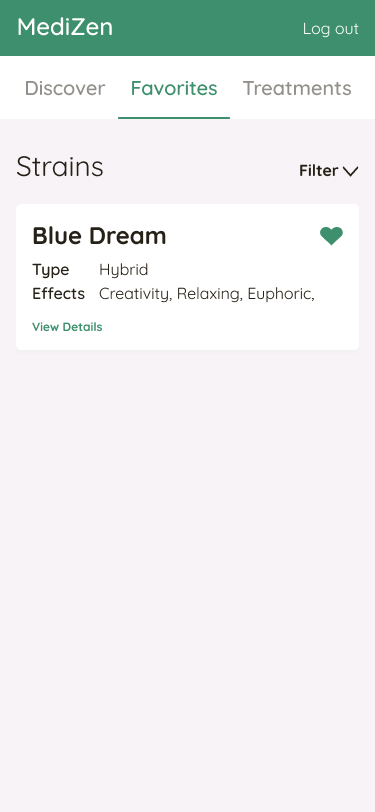 MediZen
Log out
Discover Favorites Treatments
Strains
Filter
Blue Dream
Type Hybrid
Effects Creativity, Relaxing, Euphoric,
View Details